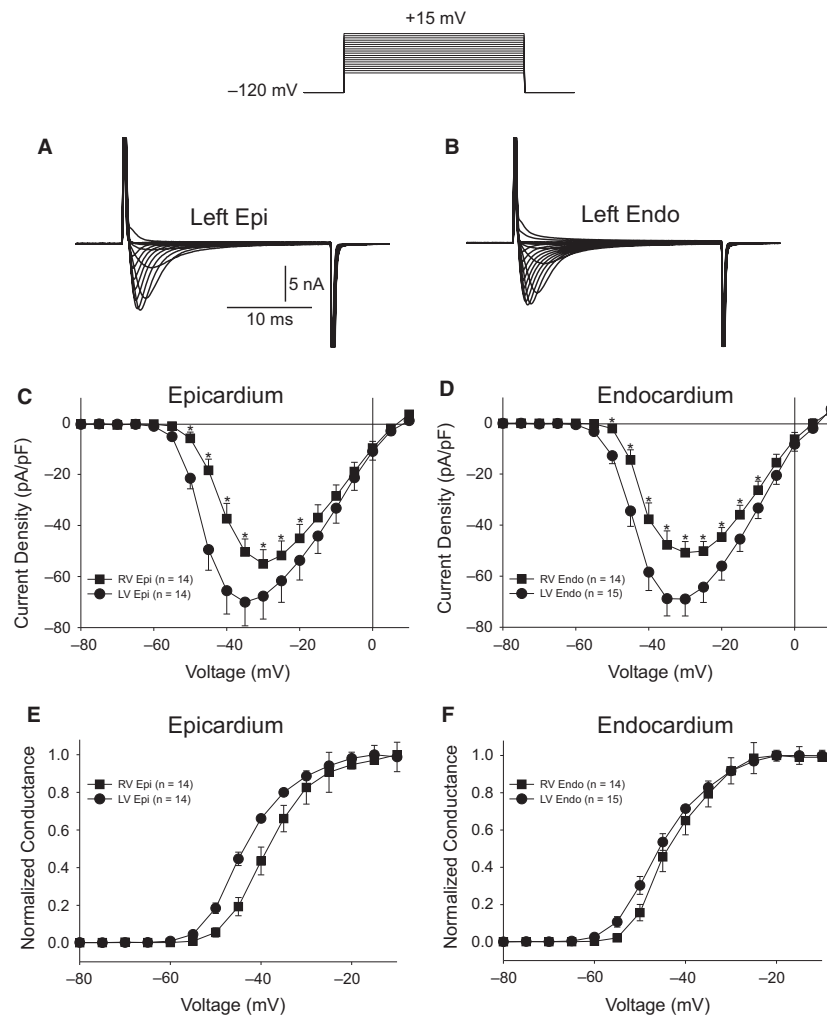 +15 mV
–120 mV
A
B
Left Epi
Left Endo
5 nA
10 ms
C
Epicardium
0
–20
–40
–60
–80
Current Density (pA/pF)
*
*
*
*
*
*
*
RV Epi (n = 14)
LV Epi (n = 14)
–80
–60
–40
–20
0
Voltage (mV)
D
Endocardium
0
–20
–40
–60
–80
Current Density (pA/pF)
*
*
*
*
*
*
*
*
*
RV Endo (n = 14)
LV Endo (n = 15)
–80
–60
–40
–20
0
Voltage (mV)
E
Epicardium
1.0
0.8
0.6
0.4
0.2
0.0
Normalized Conductance
RV Epi (n = 14)
LV Epi (n = 14)
–80
–60
–40
–20
Voltage (mV)
F
Endocardium
1.0
0.8
0.6
0.4
0.2
0.0
Normalized Conductance
RV Endo (n = 14)
LV Endo (n = 15)
–80
–60
–40
–20
Voltage (mV)